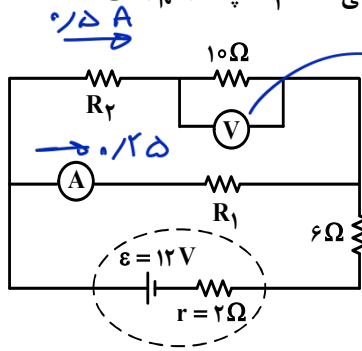 ۰/۵ A
۱۰Ω
R۲
V
۰/۲۵
A
R۱
۶Ω
ε = ۱۲V
r = ۲Ω